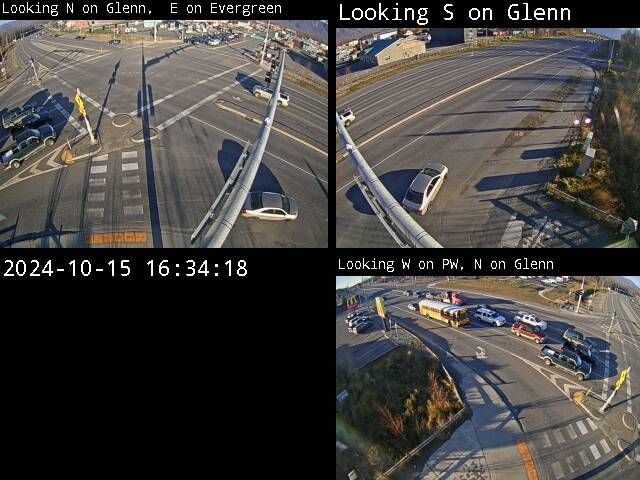 Looking N on Glenn,  E on Evergreen
Looking S on Glenn
2024-10-15 16:34:18
Looking W on PW, N on Glenn